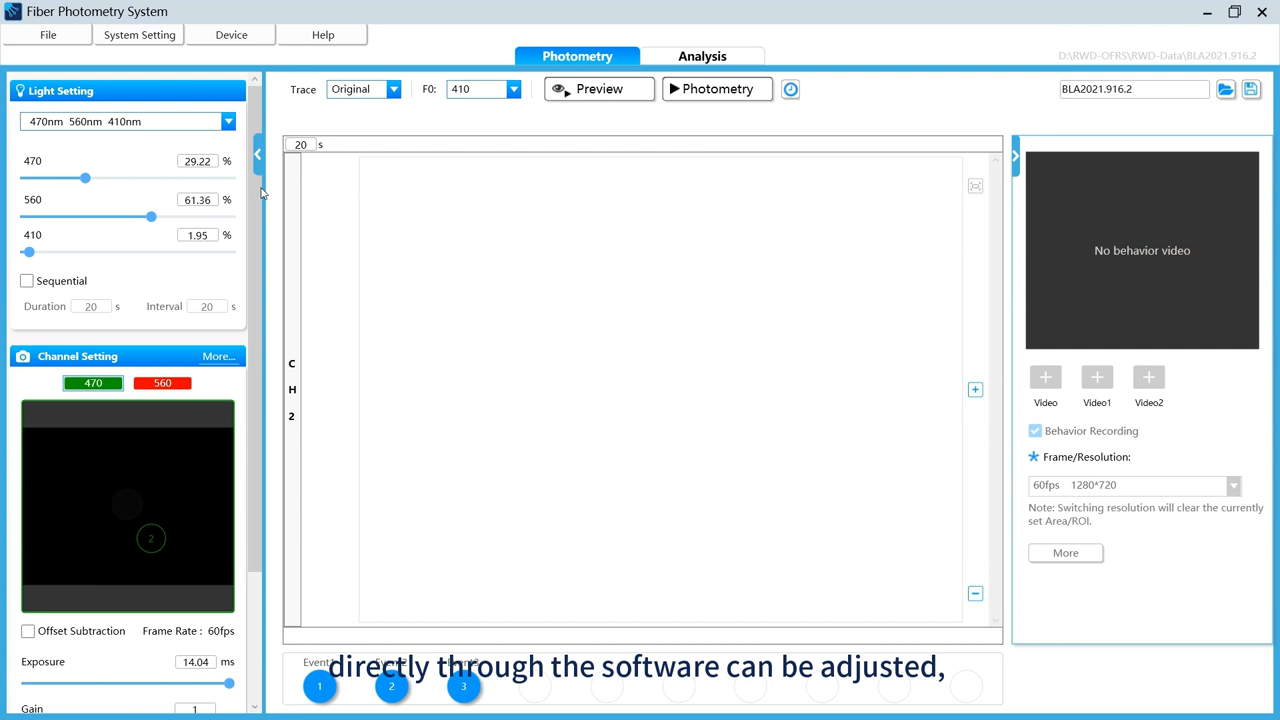 Fiber Photometry System
File System Setting Device Help
Photometry Analysis
D:\RWD-OFRS\RWD-Data\BLA2021.916.2
Light Setting
470nm 560nm 410nm
470 29.22 %
560 61.36 %
410 1.95 %
Sequential
Duration 20 s Interval 20 s
Channel Setting More...
470 560
2
Offset Subtraction Frame Rate : 60fps
Exposure 14.04 ms
Gain 1
Trace Original F0: 410 Preview Photometry
BLA2021.916.2
20 s
C
H
2
No behavior video
Video Video1 Video2
Behavior Recording
Frame/Resolution:
60fps 1280*720
Note: Switching resolution will clear the currently
set Area/ROI.
More
directly through the software can be adjusted,
1 2 3